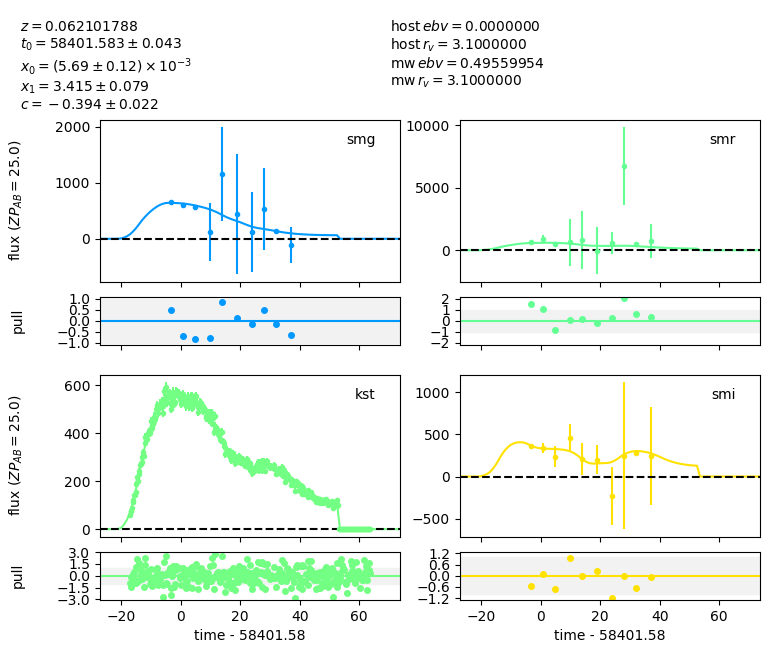 z = 0.062101788
t₀ = 58401.583 ± 0.043
x₀ = (5.69 ± 0.12) × 10⁻³
x₁ = 3.415 ± 0.079
c = −0.394 ± 0.022
host ebv = 0.0000000
host r_v = 3.1000000
mw ebv = 0.49559954
mw r_v = 3.1000000
flux (ZP_AB = 25.0)
2000
1000
0
smg
10000
5000
0
smr
pull
1.0
0.5
0.0
−0.5
−1.0
2
1
0
−1
−2
flux (ZP_AB = 25.0)
600
400
200
0
kst
1000
500
0
−500
smi
pull
3.0
1.5
0.0
−1.5
−3.0
1.2
0.6
0.0
−0.6
−1.2
−20 0 20 40 60
−20 0 20 40 60
time - 58401.58
time - 58401.58